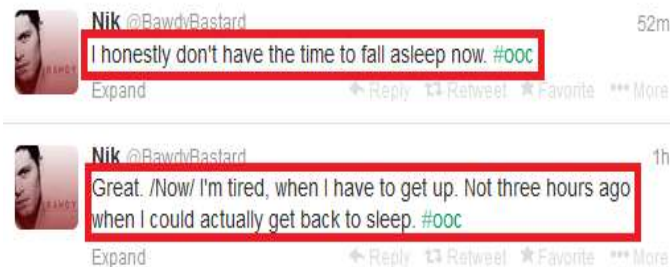 Nik @BawdyBastard 52m
I honestly don't have the time to fall asleep now. #ooc
Expand Reply Retweet Favorite More
Nik @BawdyBastard 1h
Great. /Now/ I'm tired, when I have to get up. Not three hours ago
when I could actually get back to sleep. #ooc
Expand Reply Retweet Favorite More